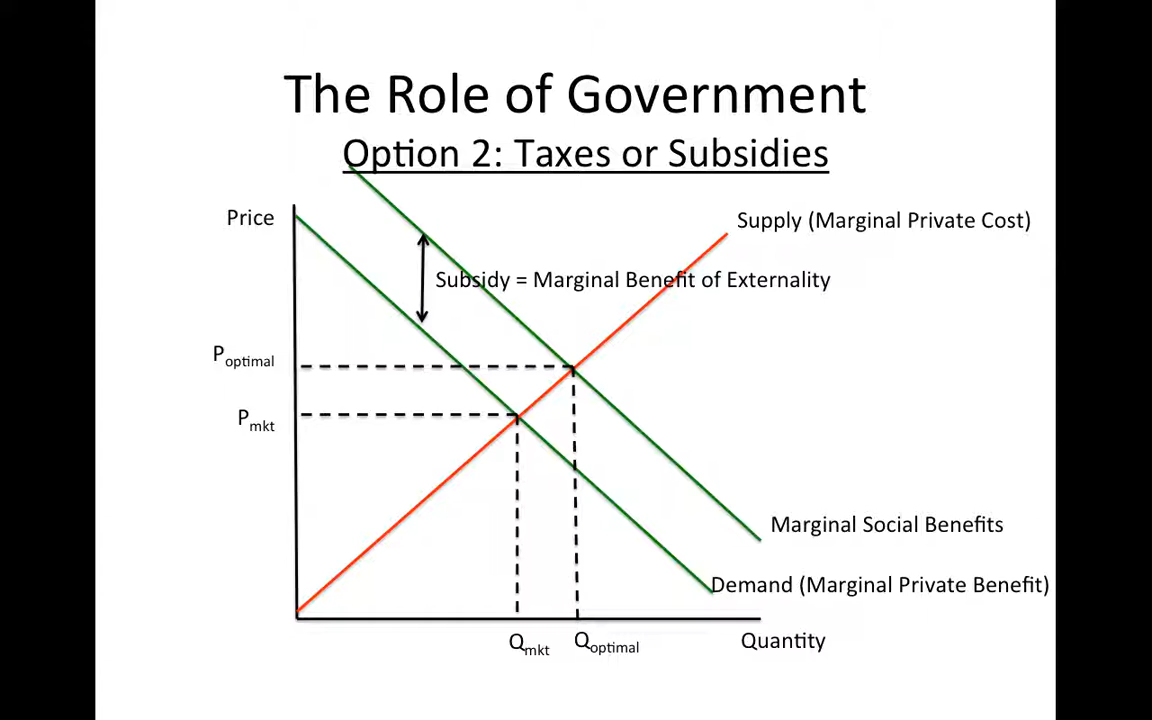 The Role of Government
Option 2: Taxes or Subsidies
Price
Supply (Marginal Private Cost)
Subsidy = Marginal Benefit of Externality
Poptimal
Pmkt
Marginal Social Benefits
Demand (Marginal Private Benefit)
Qmkt
Qoptimal
Quantity